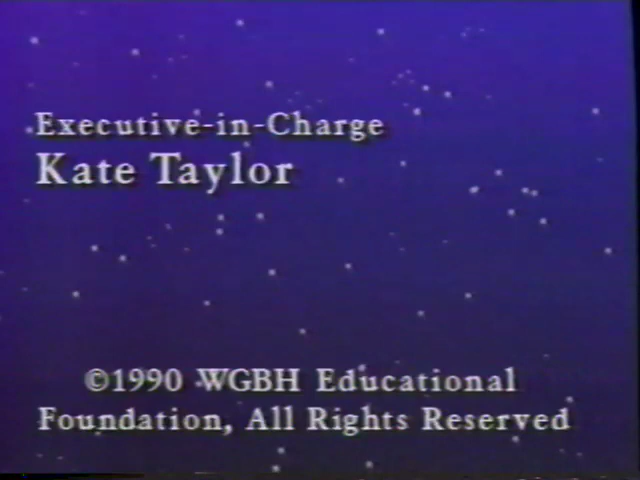 Executive-in-Charge
Kate Taylor
©1990 WGBH Educational
Foundation, All Rights Reserved